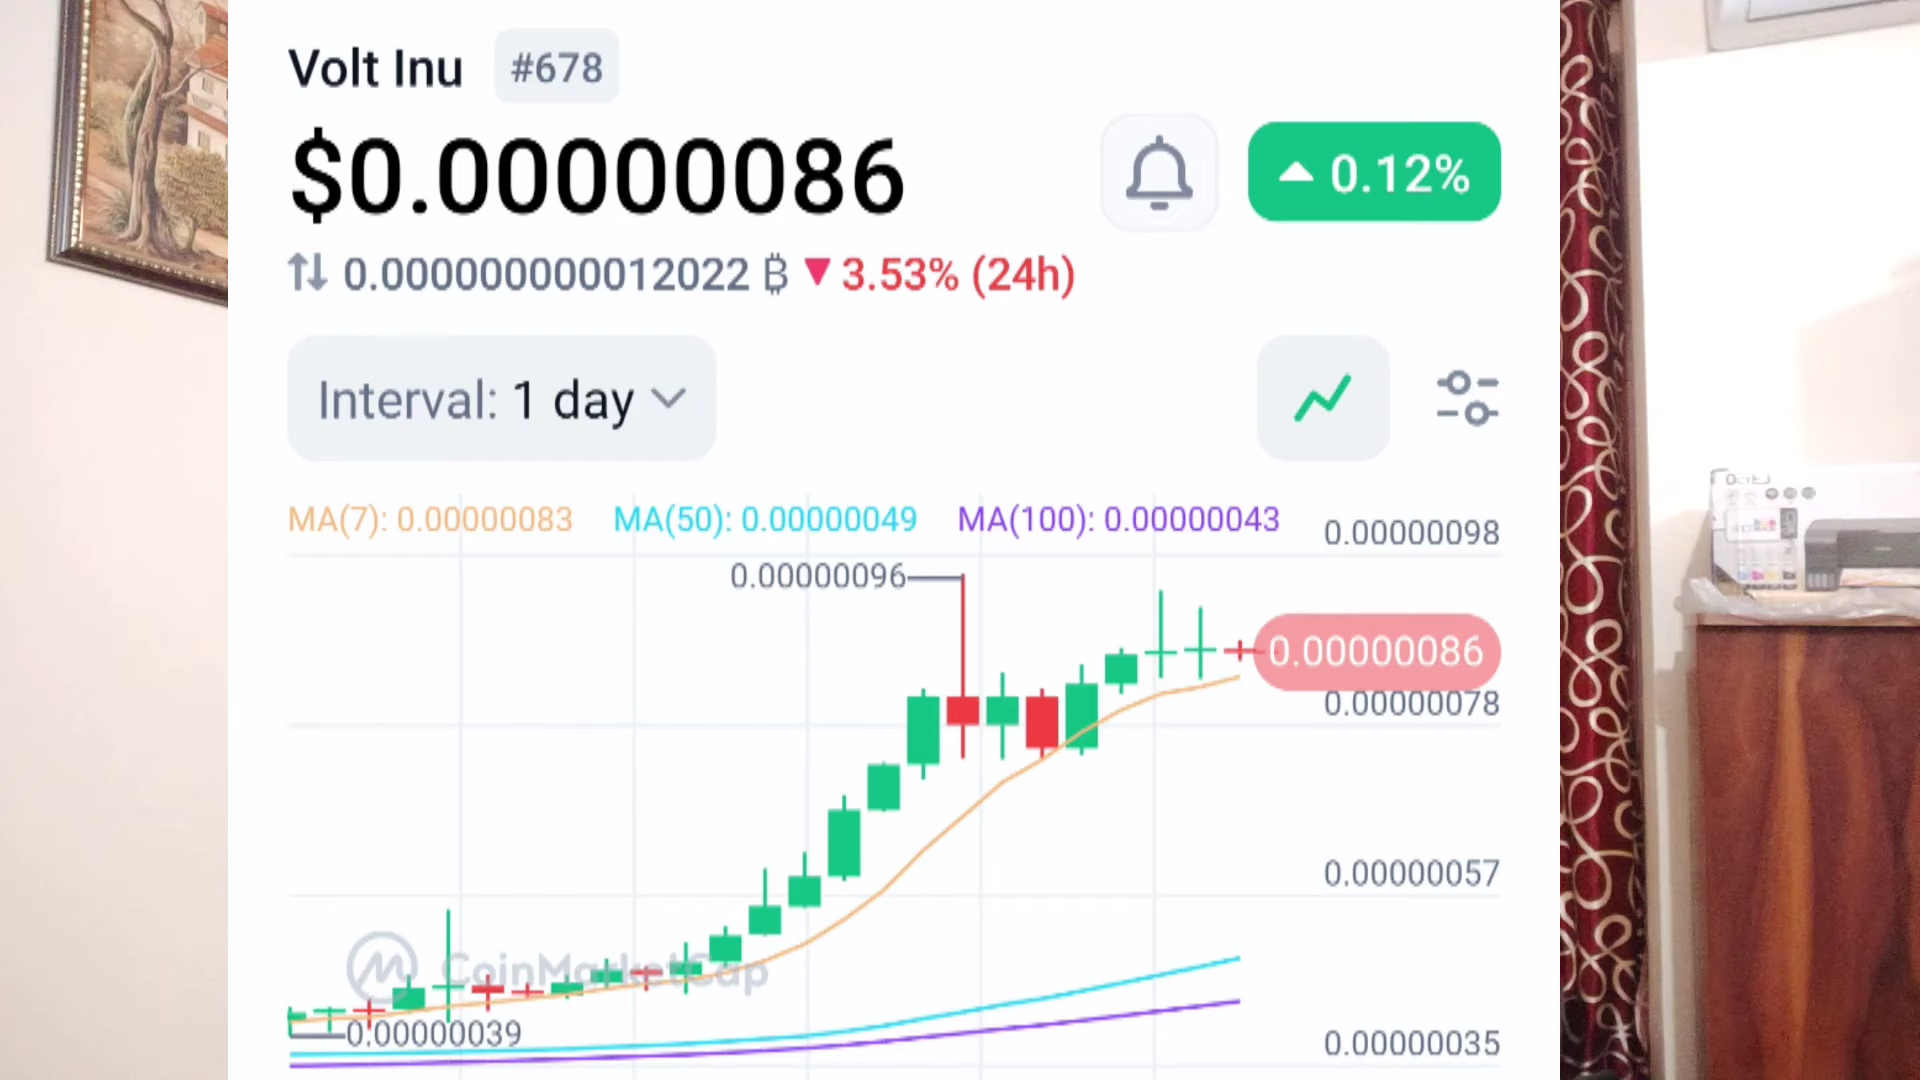 Volt Inu #678
$0.00000086
0.12%
0.000000000012022 ₿ ▼ 3.53% (24h)
Interval: 1 day
MA(7): 0.00000083 MA(50): 0.00000049 MA(100): 0.00000043
0.00000098
0.00000096
0.00000086
0.00000078
0.00000057
CoinMarketCap
0.00000039
0.00000035